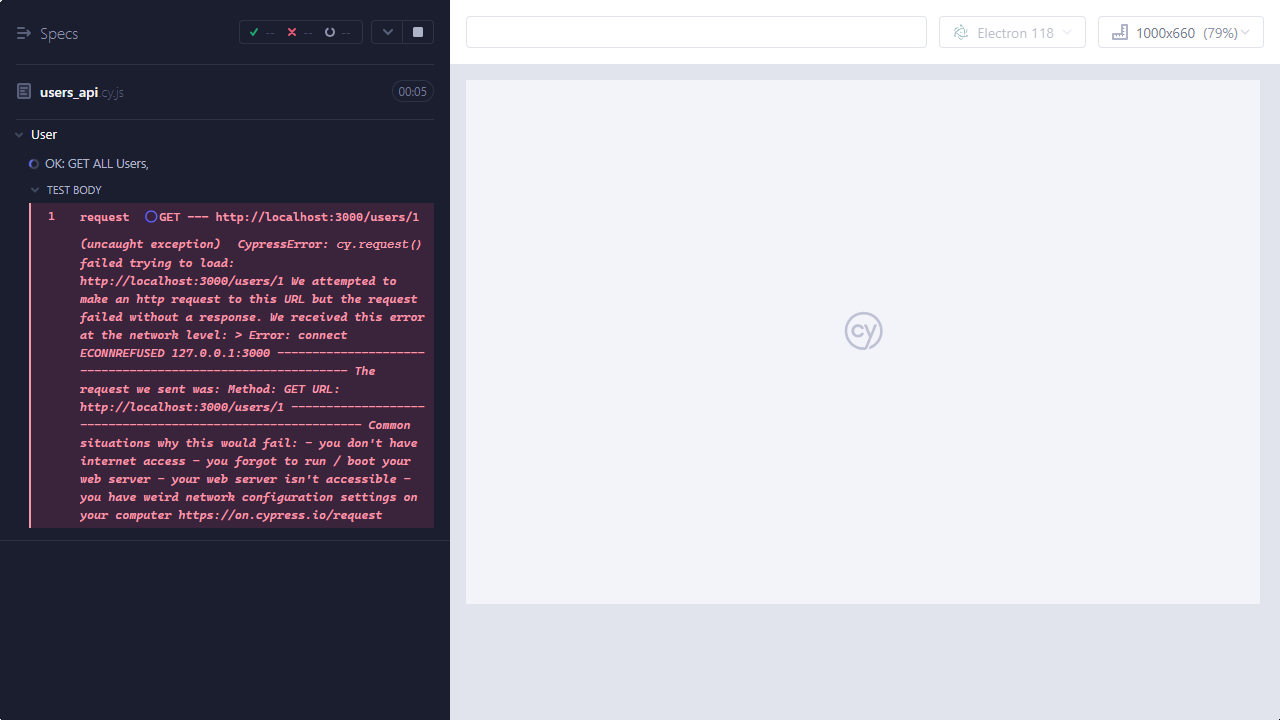 Specs
-- -- --
users_api.cy.js
00:05
User
OK: GET ALL Users,
TEST BODY
1 request GET --- http://localhost:3000/users/1
(uncaught exception) CypressError: cy.request()
failed trying to load:
http://localhost:3000/users/1 We attempted to
make an http request to this URL but the request
failed without a response. We received this error
at the network level: > Error: connect
ECONNREFUSED 127.0.0.1:3000 ---------------------
-------------------------------------- The
request we sent was: Method: GET URL:
http://localhost:3000/users/1 -------------------
---------------------------------------- Common
situations why this would fail: - you don't have
internet access - you forgot to run / boot your
web server - your web server isn't accessible -
you have weird network configuration settings on
your computer https://on.cypress.io/request
Electron 118
1000x660 (79%)
cy